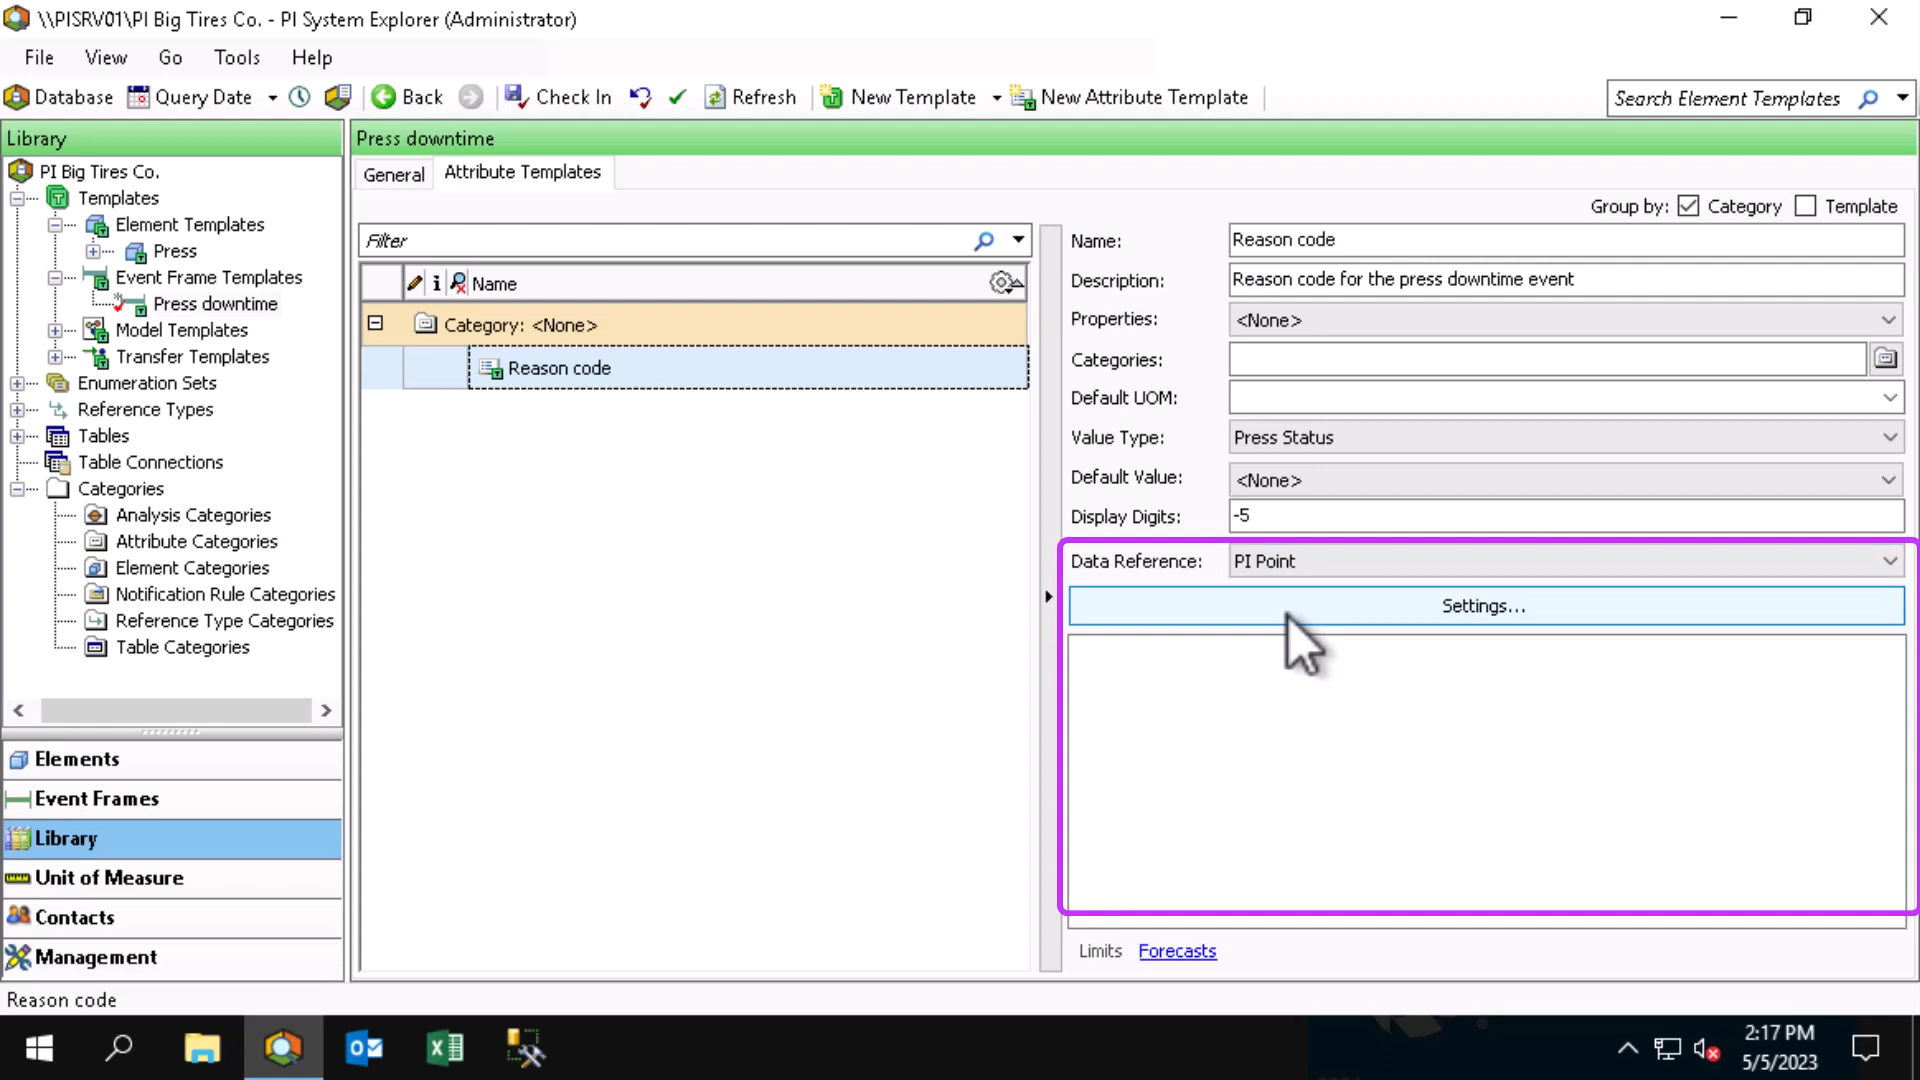 \\PISRV01\PI Big Tires Co. - PI System Explorer (Administrator)
File View Go Tools Help
Database Query Date Back Check In Refresh New Template New Attribute Template Search Element Templates
Library
PI Big Tires Co.
Templates
Element Templates
Press
Event Frame Templates
Press downtime
Model Templates
Transfer Templates
Enumeration Sets
Reference Types
Tables
Table Connections
Categories
Analysis Categories
Attribute Categories
Element Categories
Notification Rule Categories
Reference Type Categories
Table Categories
Elements
Event Frames
Library
Unit of Measure
Contacts
Management
Press downtime
General Attribute Templates
Group by: Category Template
Filter
Name
Category: <None>
Reason code
Name: Reason code
Description: Reason code for the press downtime event
Properties: <None>
Categories:
Default UOM:
Value Type: Press Status
Default Value: <None>
Display Digits: -5
Data Reference: PI Point
Settings...
Limits Forecasts
Reason code
2:17 PM
5/5/2023